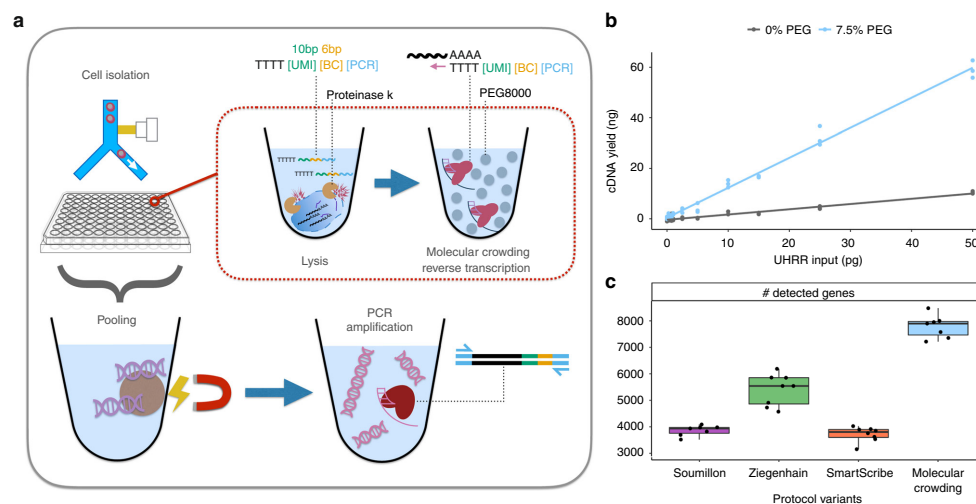 a
Cell isolation
10bp 6bp
TTTT [UMI] [BC] [PCR]
Proteinase k
AAAA
TTTT [UMI] [BC] [PCR]
PEG8000
TTTTT
TTTTT
Lysis
Molecular crowding
reverse transcription
Pooling
PCR
amplification
b
0% PEG
7.5% PEG
cDNA yield (ng)
60
40
20
0
0
10
20
30
40
50
UHRR input (pg)
c
# detected genes
8000
7000
6000
5000
4000
3000
Soumillon
Ziegenhain
SmartScribe
Molecular
crowding
Protocol variants